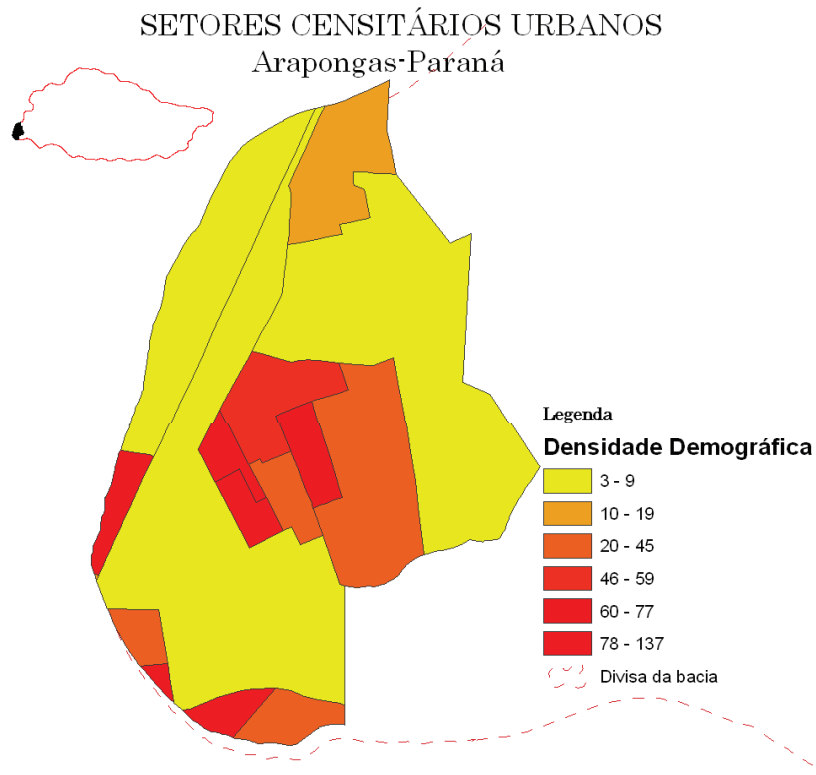 SETORES CENSITÁRIOS URBANOS
Arapongas-Paraná
Legenda
Densidade Demográfica
3 - 9
10 - 19
20 - 45
46 - 59
60 - 77
78 - 137
Divisa da bacia